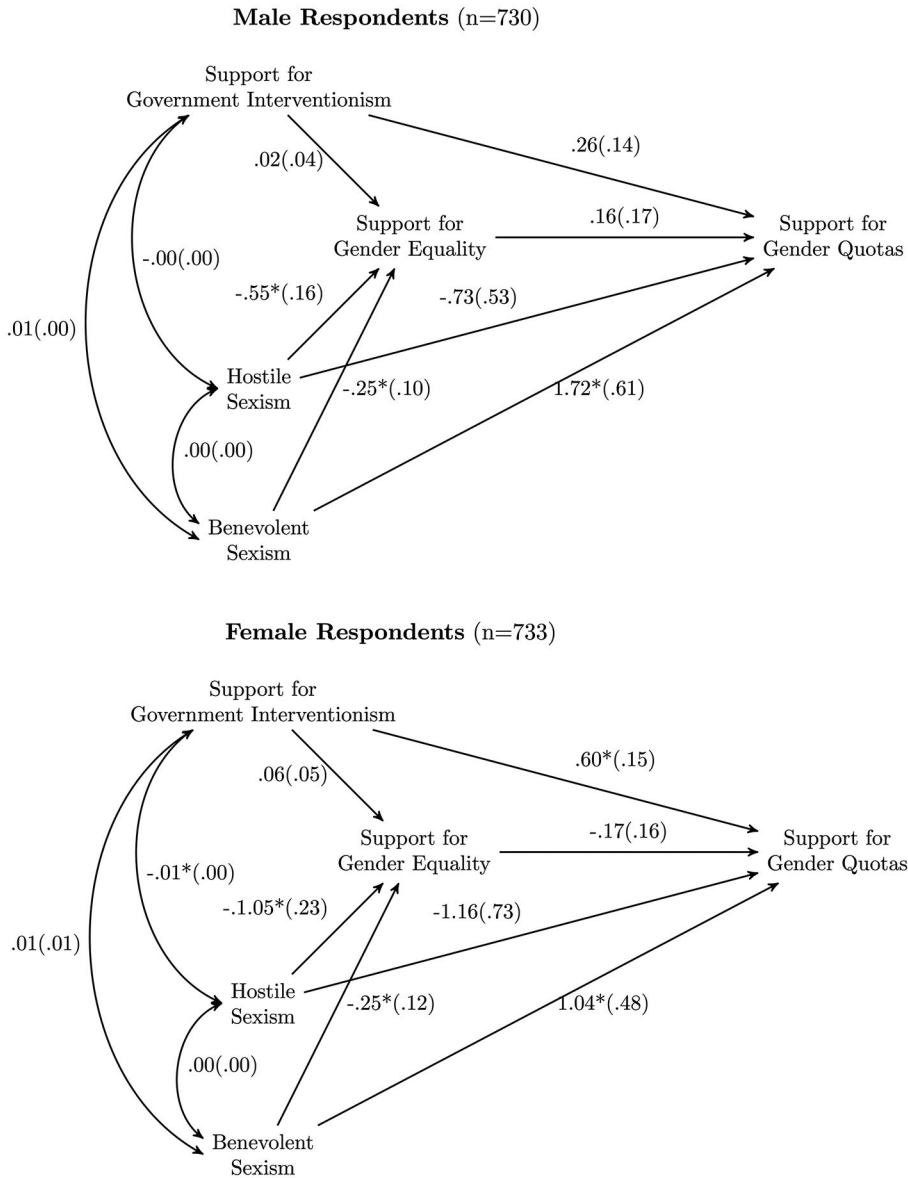 Male Respondents (n=730)
Support for
Government Interventionism
.26(.14)
.02(.04)
Support for
Gender Equality
.16(.17)
Support for
Gender Quotas
-.00(.00)
-.55*(.16)
-.73(.53)
.01(.00)
Hostile
Sexism
-.25*(.10)
1.72*(.61)
.00(.00)
Benevolent
Sexism
Female Respondents (n=733)
Support for
Government Interventionism
.60*(.15)
.06(.05)
Support for
Gender Equality
-.17(.16)
Support for
Gender Quotas
-.01*(.00)
-.1.05*(.23)
-1.16(.73)
.01(.01)
Hostile
Sexism
-.25*(.12)
1.04*(.48)
.00(.00)
Benevolent
Sexism